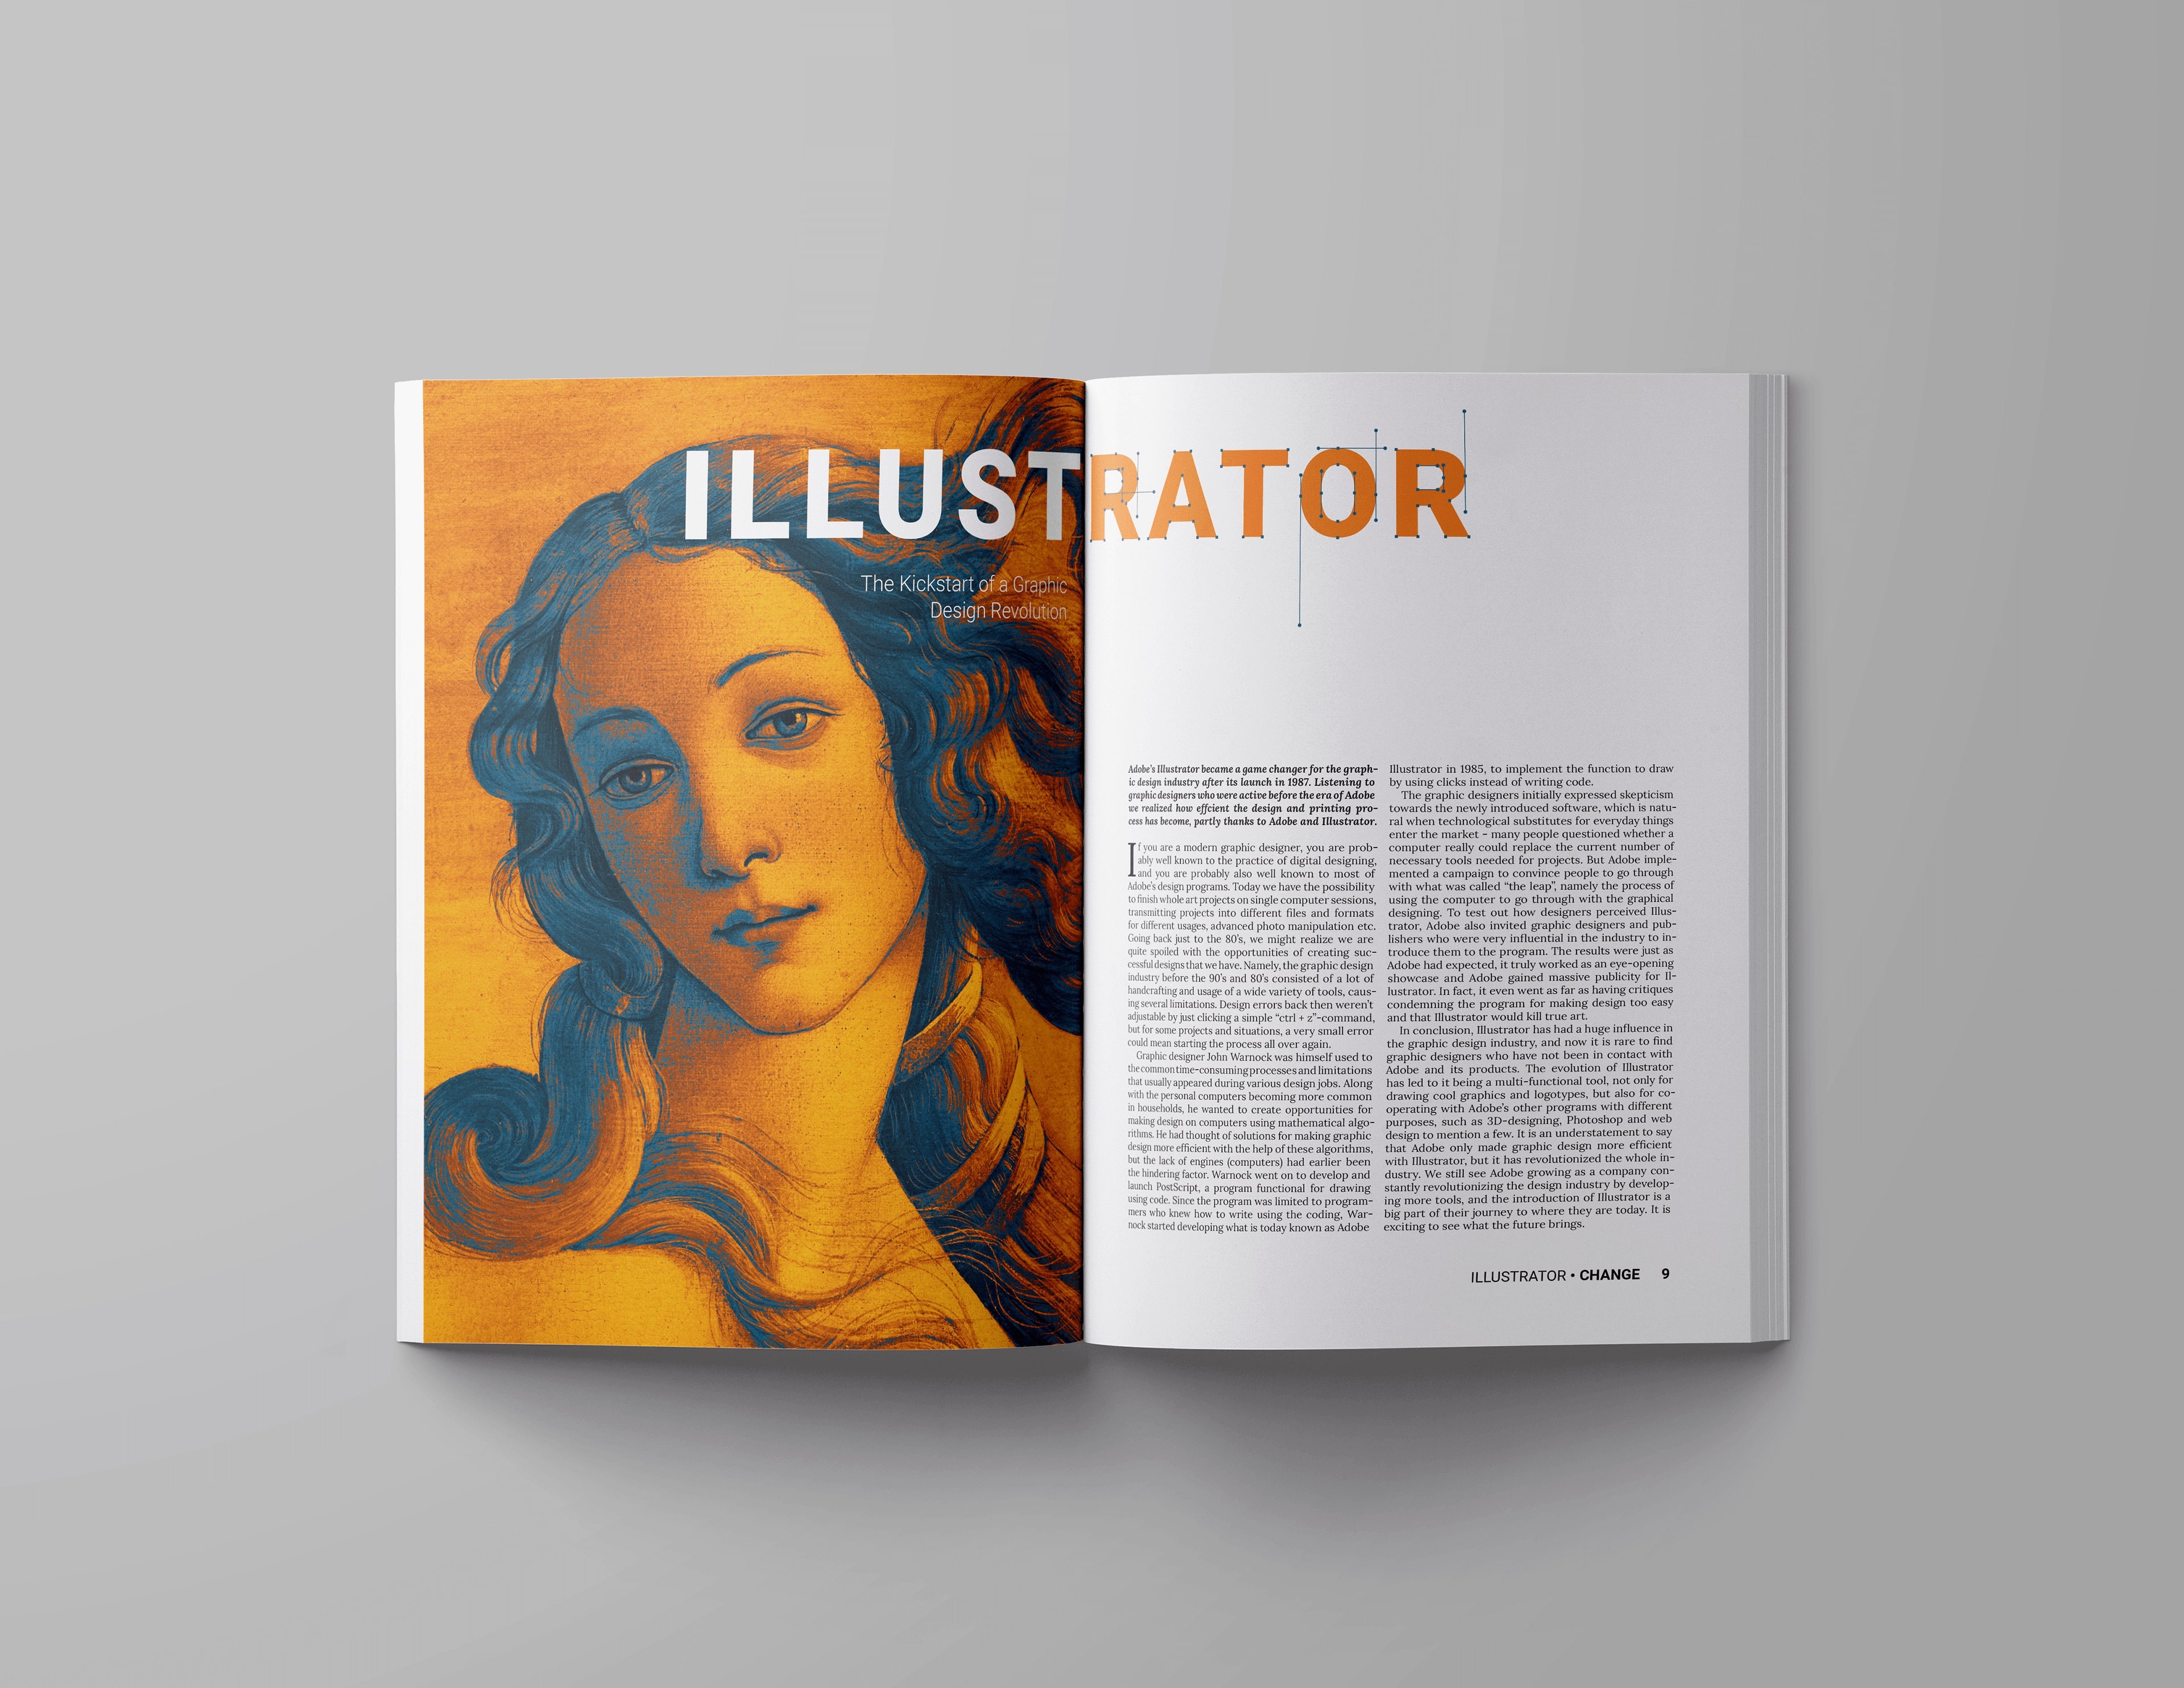 ILLUSTRATOR
The Kickstart of a Graphic
Design Revolution
Adobe's Illustrator became a game changer for the graph-
ic design industry after its launch in 1987. Listening to
graphic designers who were active before the era of Adobe
we realized how effcient the design and printing pro-
cess has become, partly thanks to Adobe and Illustrator.
If you are a modern graphic designer, you are prob-
ably well known to the practice of digital designing,
and you are probably also well known to most of
Adobe's design programs. Today we have the possibility
to finish whole art projects on single computer sessions,
transmitting projects into different files and formats
for different usages, advanced photo manipulation etc.
Going back just to the 80's, we might realize we are
quite spoiled with the opportunities of creating suc-
cessful designs that we have. Namely, the graphic design
industry before the 90's and 80's consisted of a lot of
handcrafting and usage of a wide variety of tools, caus-
ing several limitations. Design errors back then weren't
adjustable by just clicking a simple “ctrl + z”-command,
but for some projects and situations, a very small error
could mean starting the process all over again.
Graphic designer John Warnock was himself used to
the common time-consuming processes and limitations
that usually appeared during various design jobs. Along
with the personal computers becoming more common
in households, he wanted to create opportunities for
making design on computers using mathematical algo-
rithms. He had thought of solutions for making graphic
design more efficient with the help of these algorithms,
but the lack of engines (computers) had earlier been
the hindering factor. Warnock went on to develop and
launch PostScript, a program functional for drawing
using code. Since the program was limited to program-
mers who knew how to write using the coding, War-
nock started developing what is today known as Adobe
Illustrator in 1985, to implement the function to draw
by using clicks instead of writing code.
The graphic designers initially expressed skepticism
towards the newly introduced software, which is natu-
ral when technological substitutes for everyday things
enter the market - many people questioned whether a
computer really could replace the current number of
necessary tools needed for projects. But Adobe imple-
mented a campaign to convince people to go through
with what was called “the leap”, namely the process of
using the computer to go through with the graphical
designing. To test out how designers perceived Illus-
trator, Adobe also invited graphic designers and pub-
lishers who were very influential in the industry to in-
troduce them to the program. The results were just as
Adobe had expected, it truly worked as an eye-opening
showcase and Adobe gained massive publicity for Il-
lustrator. In fact, it even went as far as having critiques
condemning the program for making design too easy
and that Illustrator would kill true art.
In conclusion, Illustrator has had a huge influence in
the graphic design industry, and now it is rare to find
graphic designers who have not been in contact with
Adobe and its products. The evolution of Illustrator
has led to it being a multi-functional tool, not only for
drawing cool graphics and logotypes, but also for co-
operating with Adobe's other programs with different
purposes, such as 3D-designing, Photoshop and web
design to mention a few. It is an understatement to say
that Adobe only made graphic design more efficient
with Illustrator, but it has revolutionized the whole in-
dustry. We still see Adobe growing as a company con-
stantly revolutionizing the design industry by develop-
ing more tools, and the introduction of Illustrator is a
big part of their journey to where they are today. It is
exciting to see what the future brings.
ILLUSTRATOR • CHANGE 9